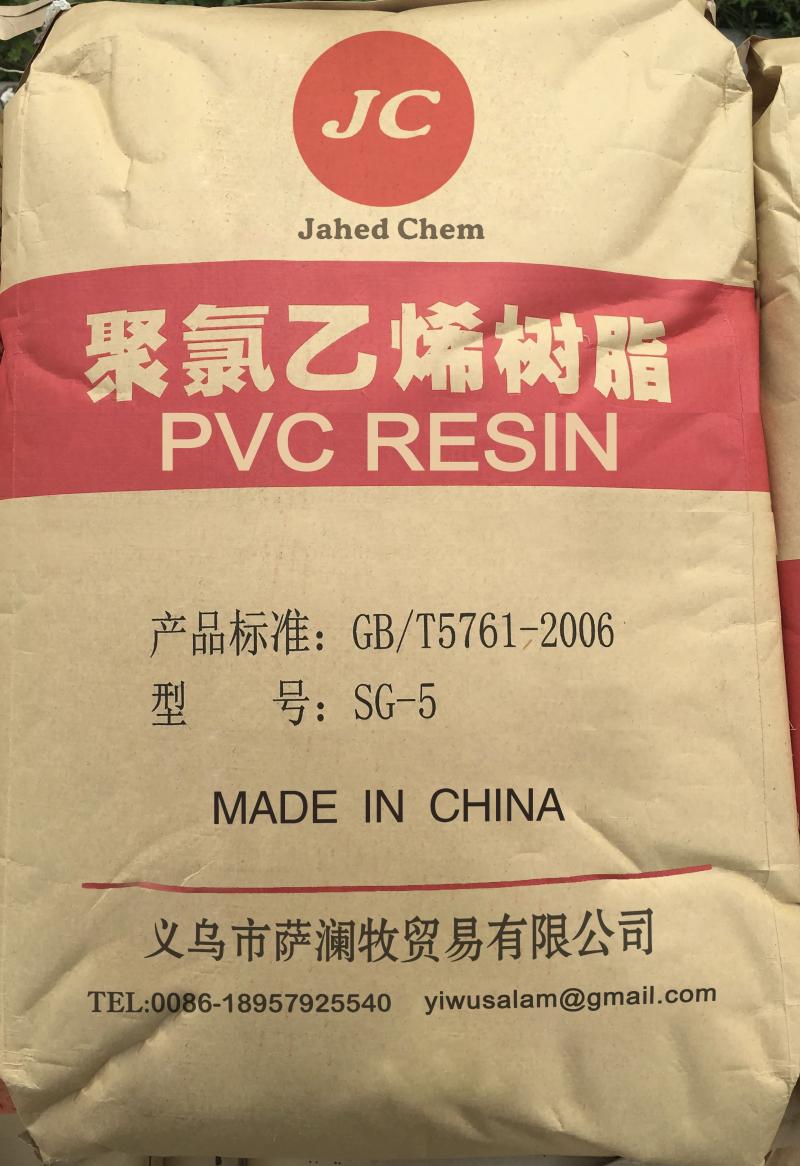 JC
Jahed Chem
聚氯乙烯树脂
PVC RESIN
产品标准：GB/T5761-2006
型 号：SG-5
MADE IN CHINA
义乌市萨澜牧贸易有限公司
TEL:0086-18957925540 yiwusalam@gmail.com